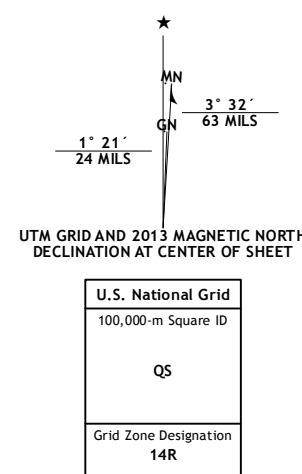 ★
MN
GN
3° 32´
63 MILS
1° 21´
24 MILS
UTM GRID AND 2013 MAGNETIC NORTH
DECLINATION AT CENTER OF SHEET
U.S. National Grid
100,000-m Square ID
QS
Grid Zone Designation
14R